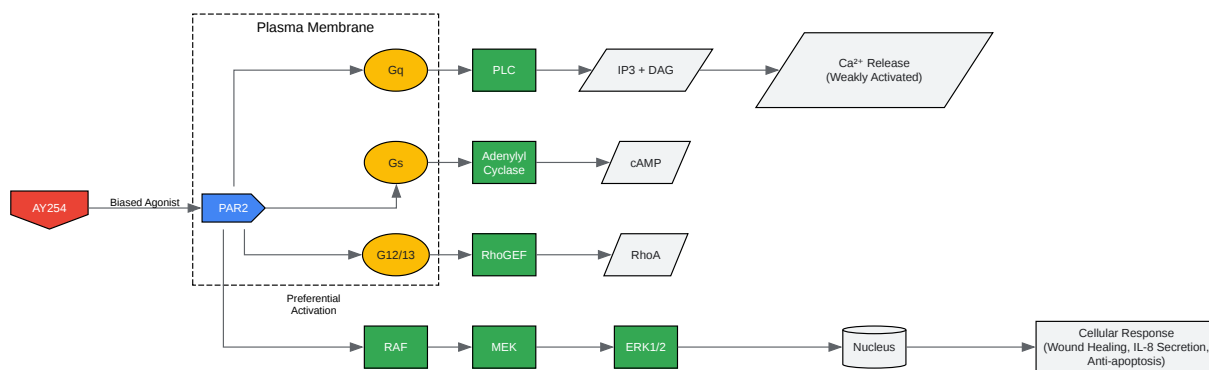 Plasma Membrane
Gq
PLC
IP3 + DAG
Ca²⁺ Release
(Weakly Activated)
Gs
Adenylyl
Cyclase
cAMP
AY254
Biased Agonist
PAR2
G12/13
RhoGEF
RhoA
Preferential
Activation
RAF
MEK
ERK1/2
Nucleus
Cellular Response
(Wound Healing, IL-8 Secretion,
Anti-apoptosis)